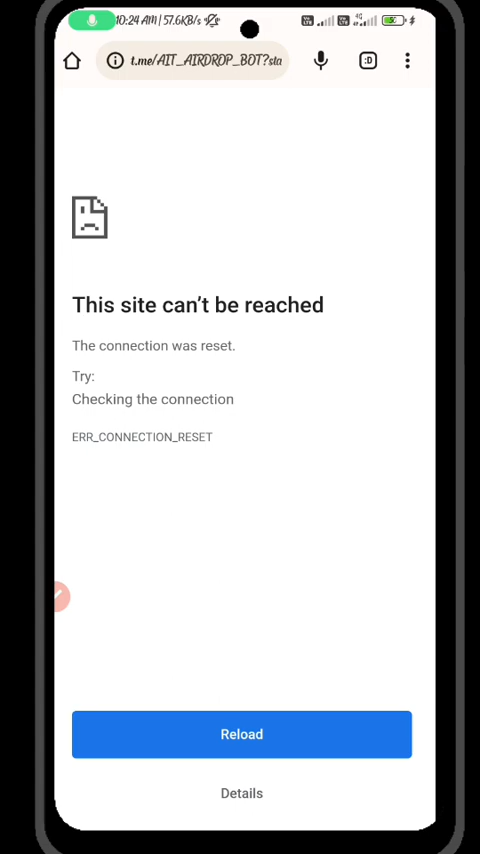 10:24 AM | 57.6KB/s
t.me/AIT_AIRDROP_BOT?sta
:D
This site can't be reached
The connection was reset.
Try:
Checking the connection
ERR_CONNECTION_RESET
Reload
Details